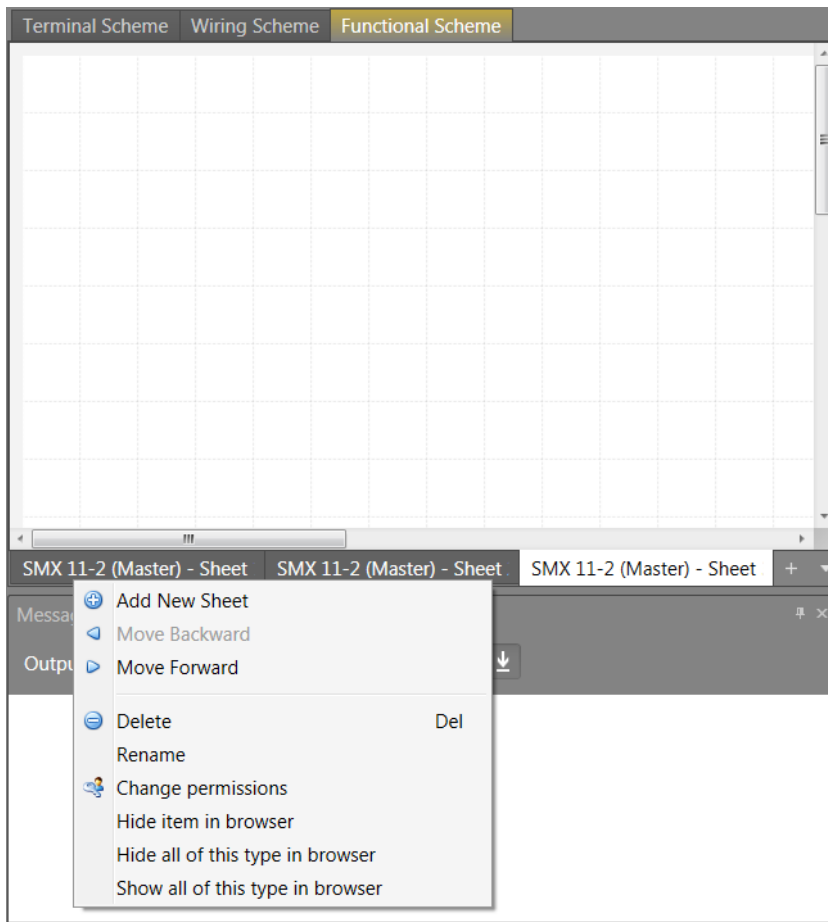 Terminal Scheme Wiring Scheme Functional Scheme
SMX 11-2 (Master) - Sheet SMX 11-2 (Master) - Sheet SMX 11-2 (Master) - Sheet +
Add New Sheet
Move Backward
Move Forward
Delete Del
Rename
Change permissions
Hide item in browser
Hide all of this type in browser
Show all of this type in browser